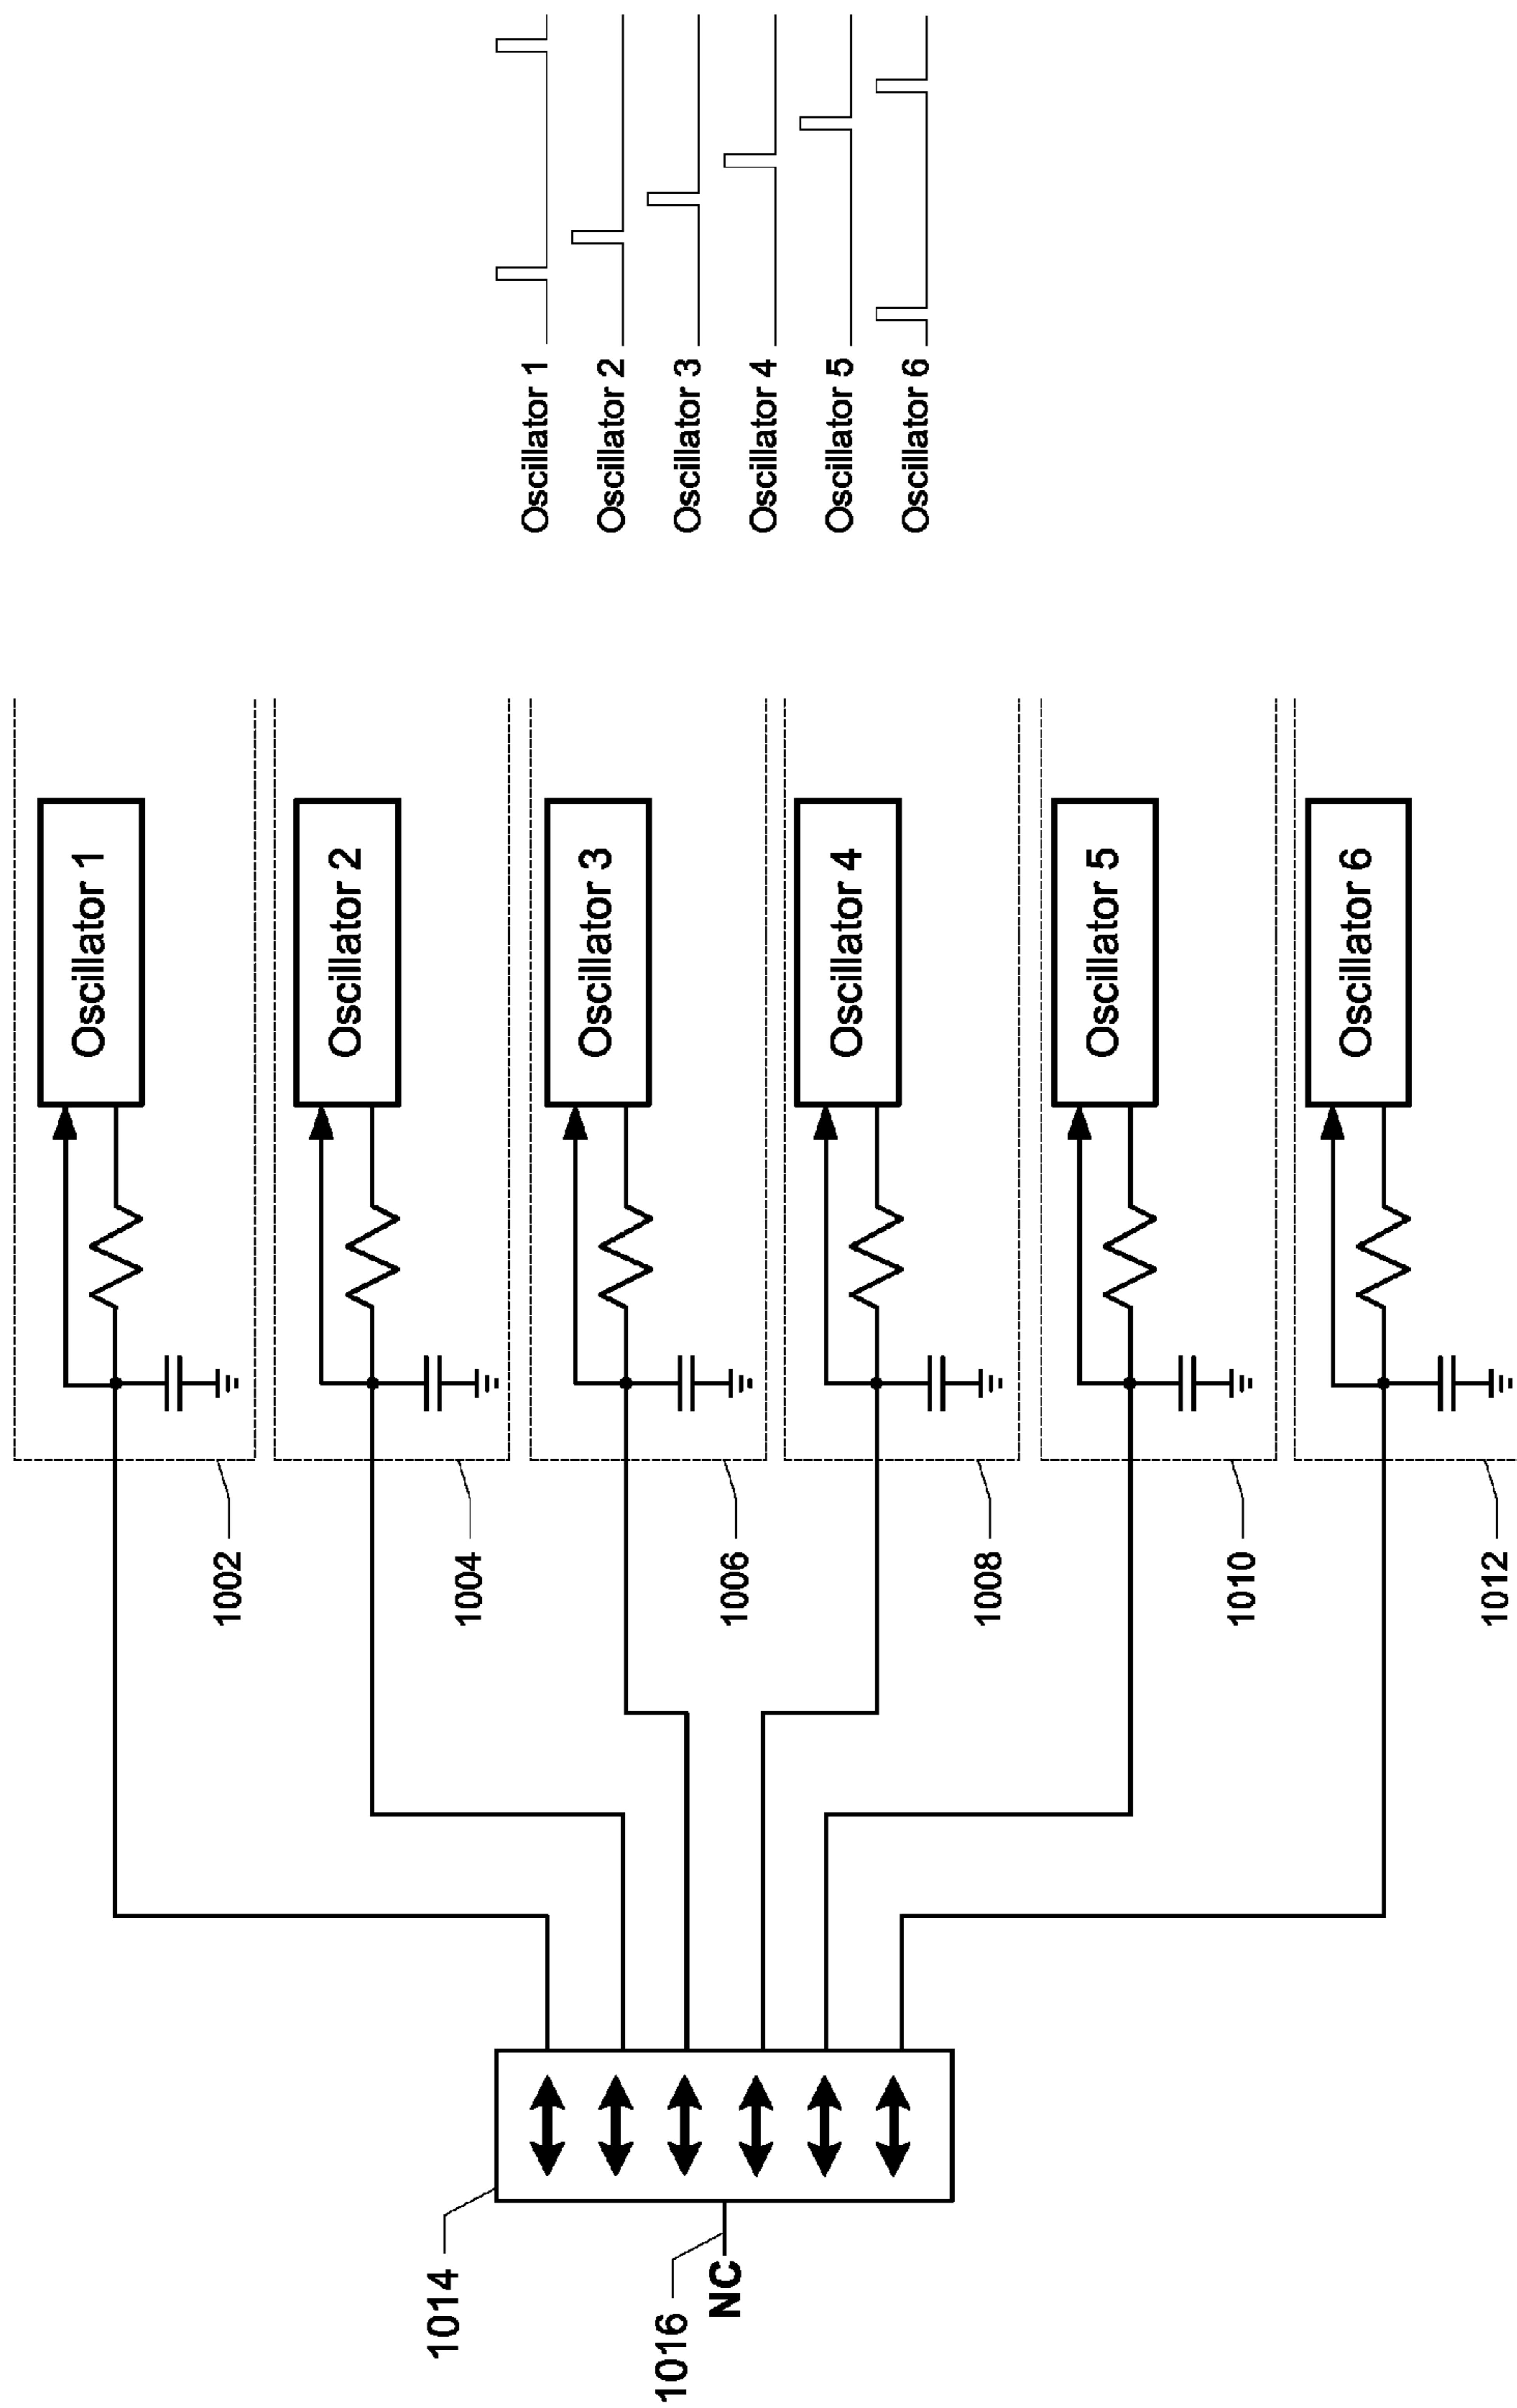 Oscillator 1
Oscillator 2
Oscillator 3
Oscillator 4
Oscillator 5
Oscillator 6
Oscillator 1
Oscillator 2
Oscillator 3
Oscillator 4
Oscillator 5
Oscillator 6
1002
1004
1006
1008
1010
1012
1014
1016
NC